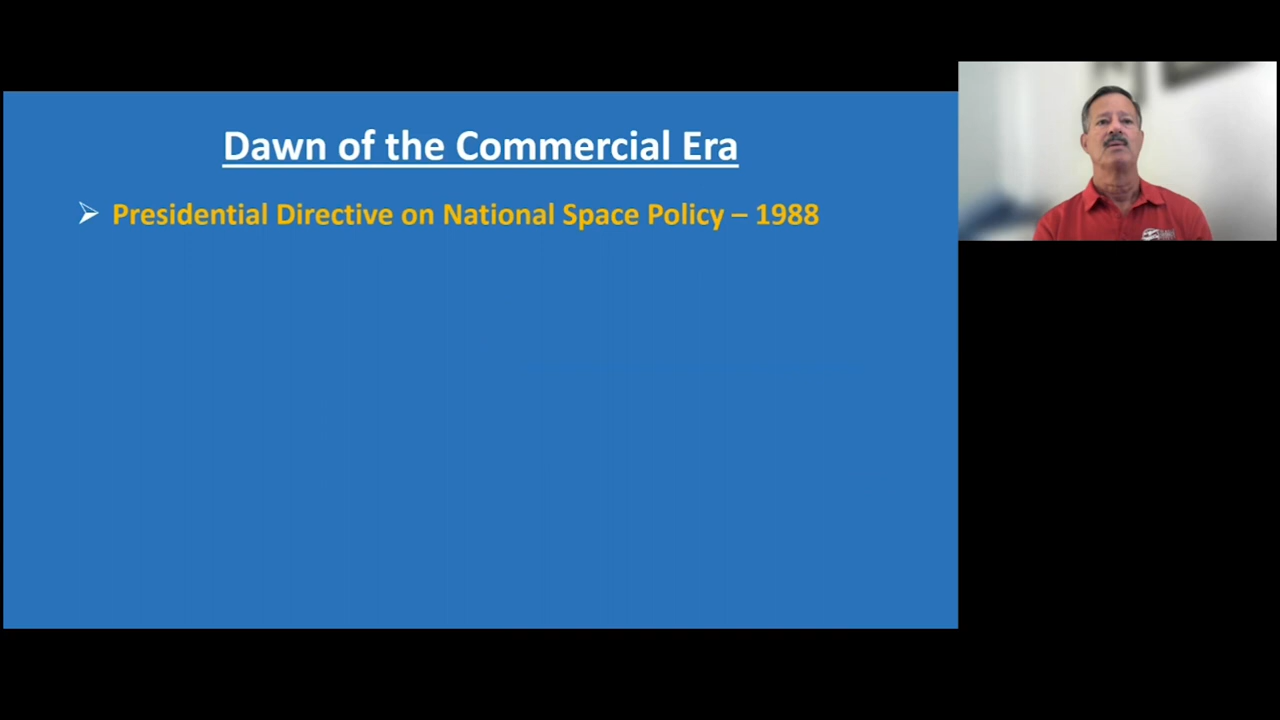 Dawn of the Commercial Era
➢ Presidential Directive on National Space Policy – 1988